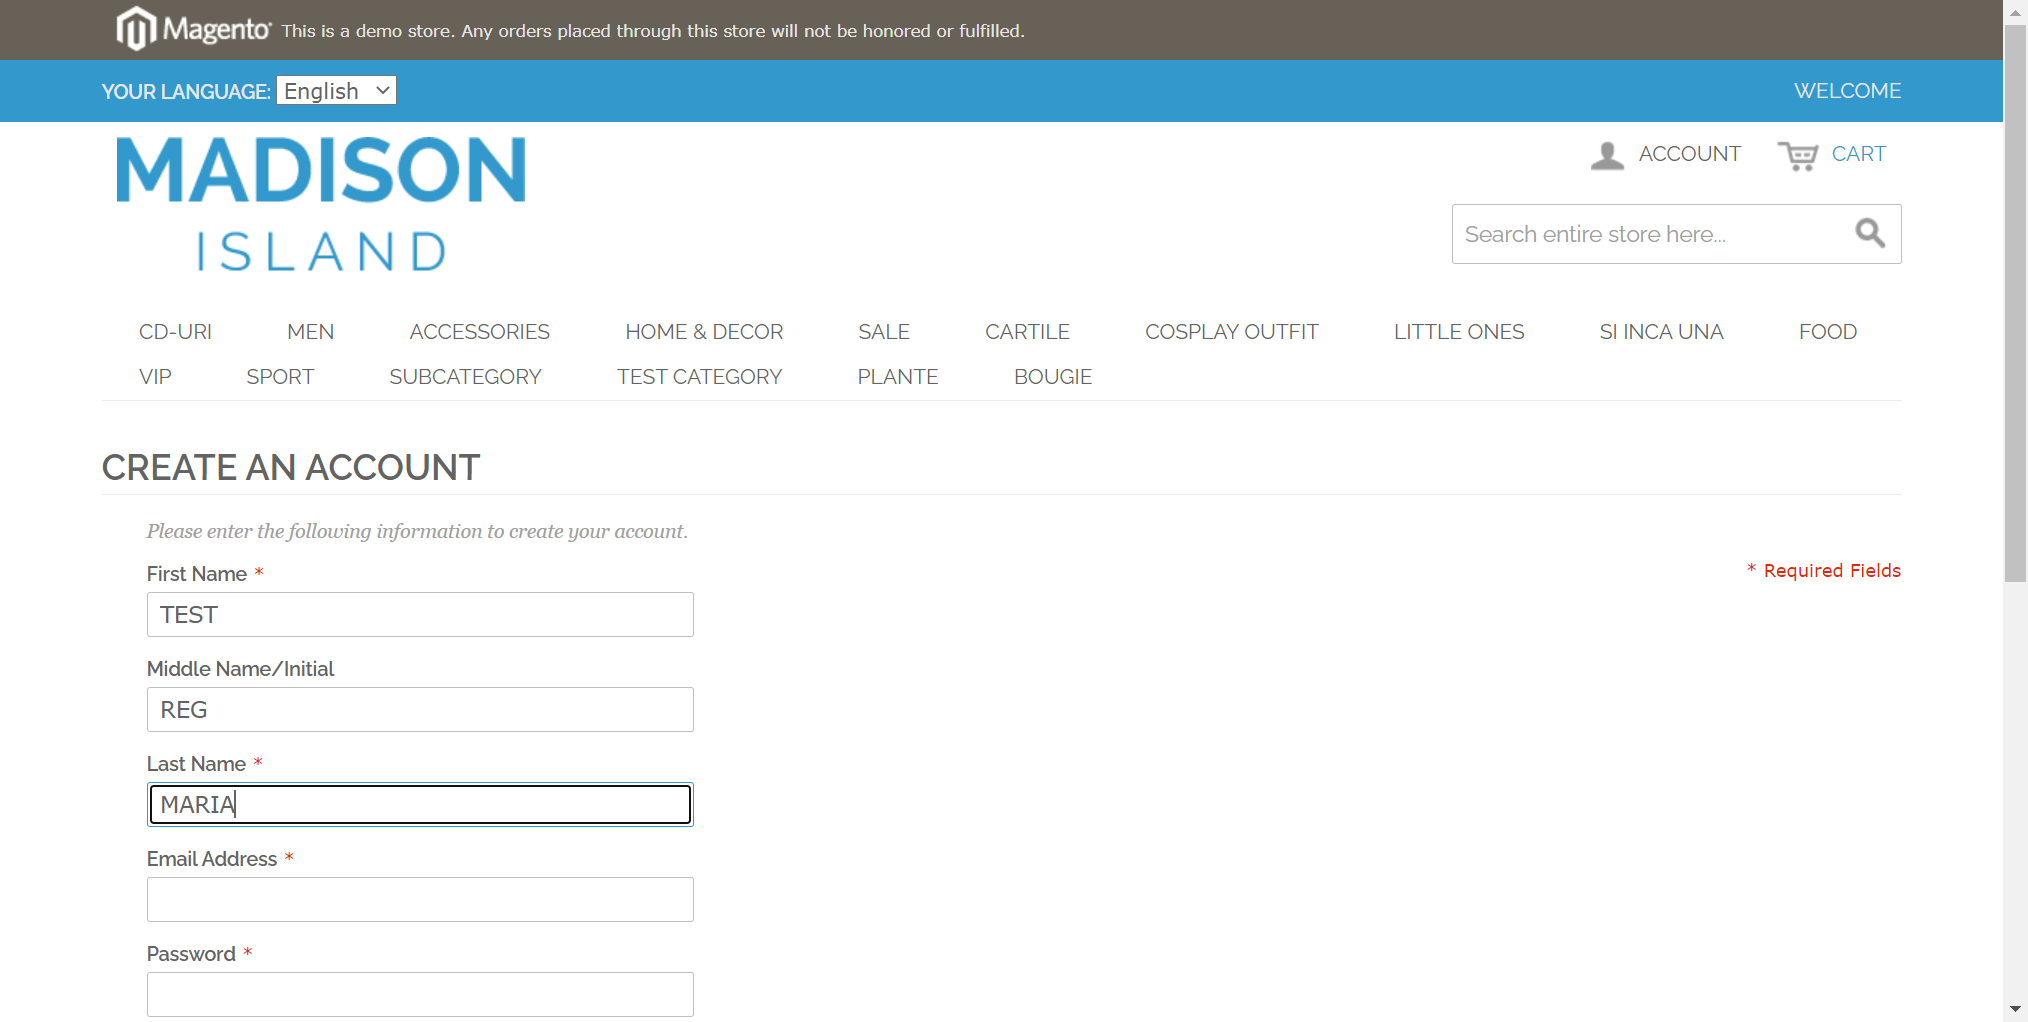 Magento This is a demo store. Any orders placed through this store will not be honored or fulfilled.
YOUR LANGUAGE: English WELCOME
MADISON
ISLAND
ACCOUNT CART
Search entire store here...
CD-URI MEN ACCESSORIES HOME & DECOR SALE CARTILE COSPLAY OUTFIT LITTLE ONES SI INCA UNA FOOD
VIP SPORT SUBCATEGORY TEST CATEGORY PLANTE BOUGIE
CREATE AN ACCOUNT
Please enter the following information to create your account.
* Required Fields
First Name *
TEST
Middle Name/Initial
REG
Last Name *
MARIA
Email Address *
Password *